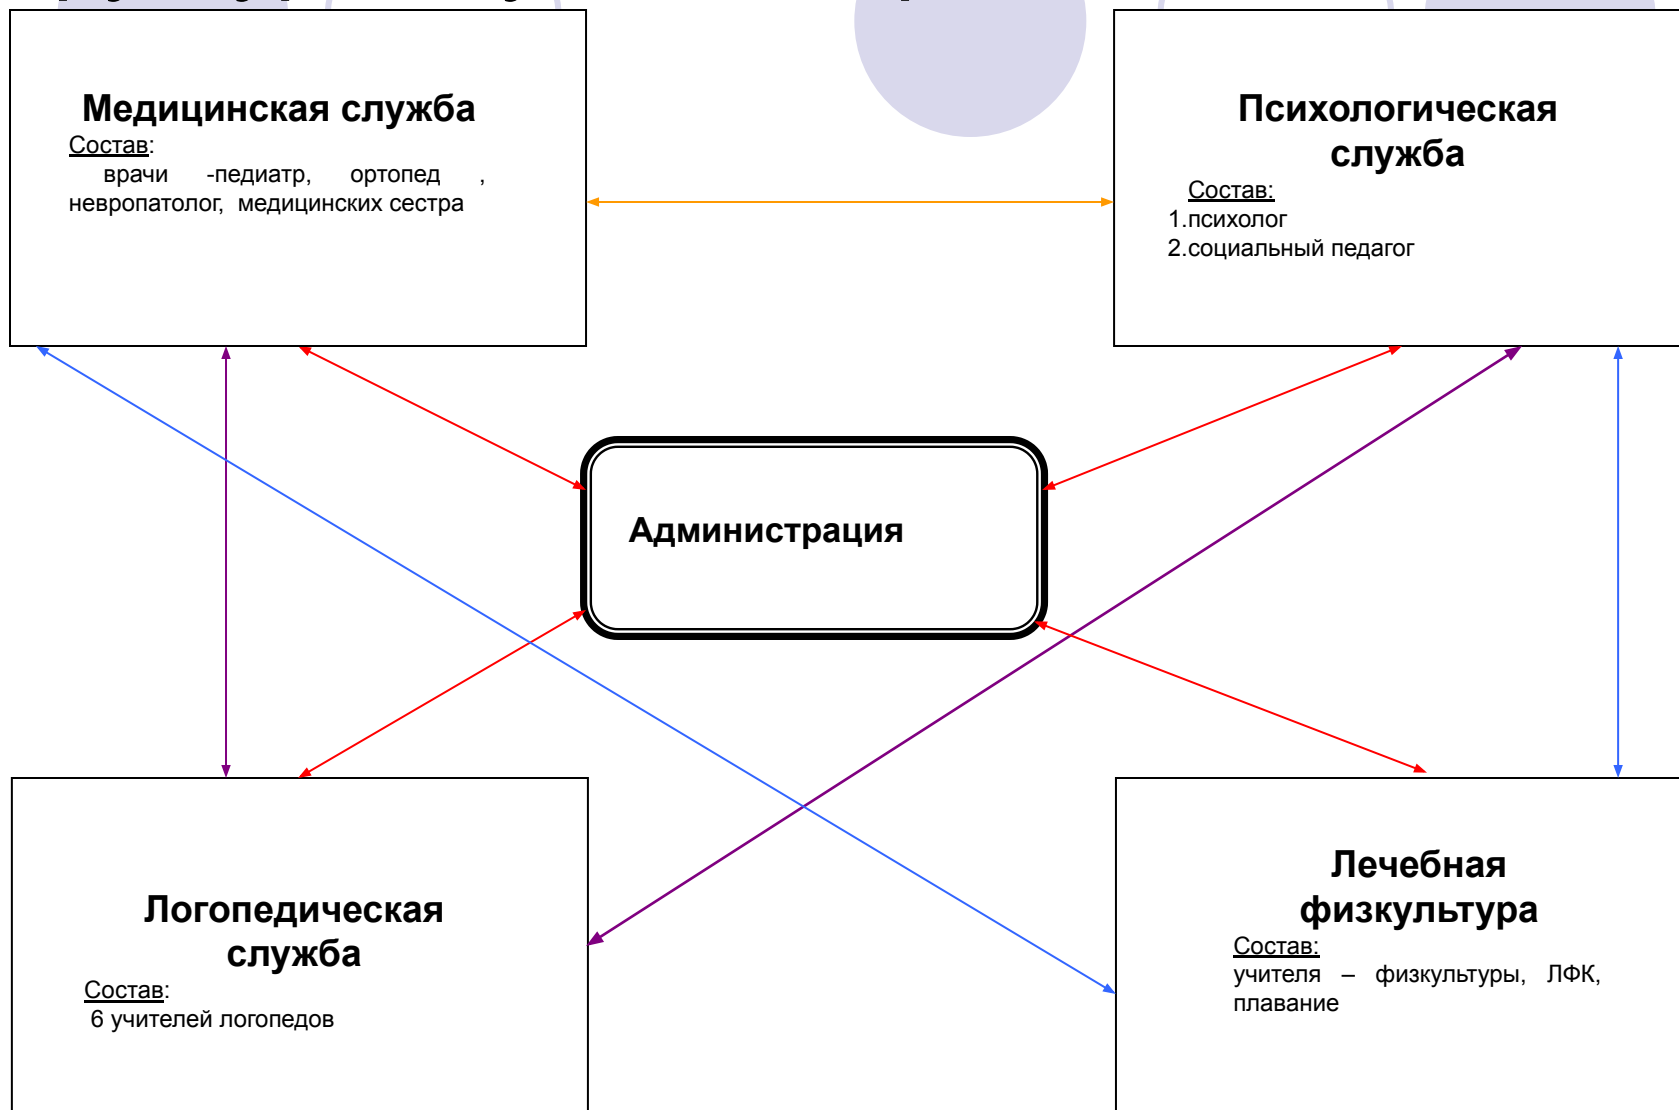 Медицинская служба
Состав:
врачи -педиатр, ортопед ,
невропатолог, медицинских сестра
Психологическая
служба
Состав:
1.психолог
2.социальный педагог
Администрация
Логопедическая
служба
Состав:
6 учителей логопедов
Лечебная
физкультура
Состав:
учителя – физкультуры, ЛФК,
плавание